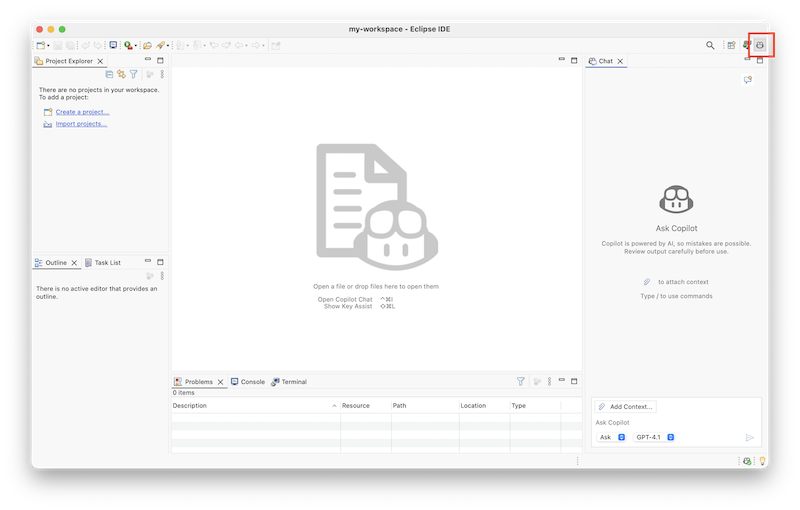 my-workspace - Eclipse IDE
Project Explorer
There are no projects in your workspace.
To add a project:
Create a project...
Import projects...
Outline
Task List
There is no active editor that provides an
outline.
Open a file or drop files here to open them
Open Copilot Chat ^⌘I
Show Key Assist ⇧⌘L
Problems
Console
Terminal
0 items
Description
Resource
Path
Location
Type
Chat
Ask Copilot
Copilot is powered by AI, so mistakes are possible.
Review output carefully before use.
to attach context
Type / to use commands
Add Context...
Ask Copilot
Ask
GPT-4.1